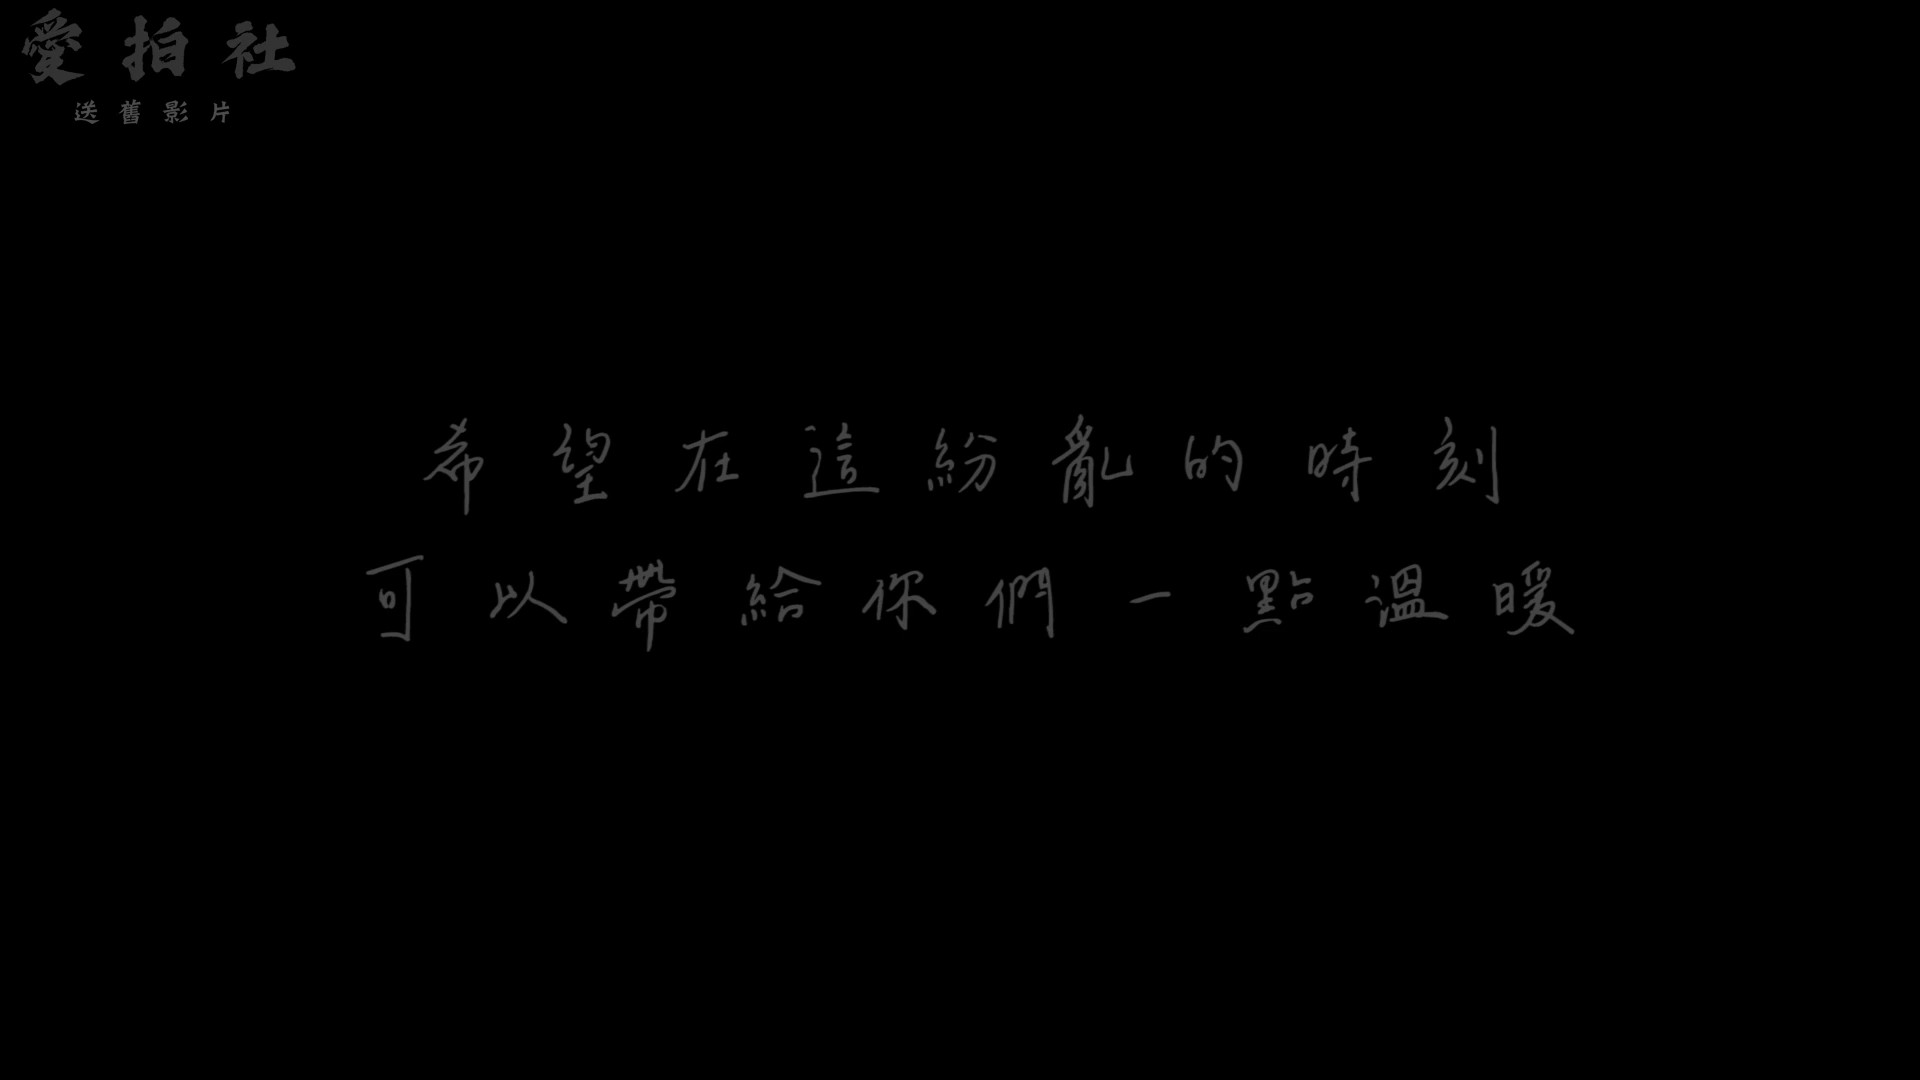 愛拍社
送舊影片
希望在這紛亂的時刻
可以帶給你們一點溫暖